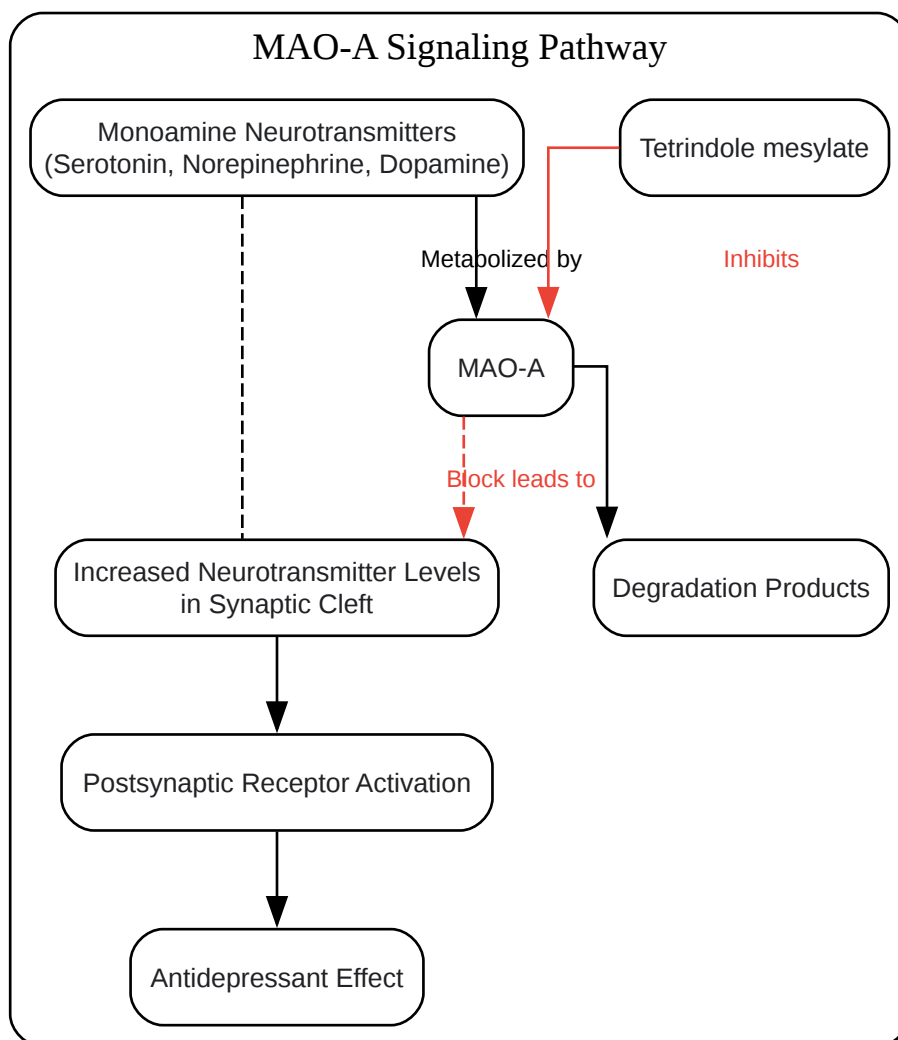 MAO-A Signaling Pathway
Monoamine Neurotransmitters
(Serotonin, Norepinephrine, Dopamine)
Tetrindole mesylate
Metabolized by
Inhibits
MAO-A
Block leads to
Increased Neurotransmitter Levels
in Synaptic Cleft
Degradation Products
Postsynaptic Receptor Activation
Antidepressant Effect